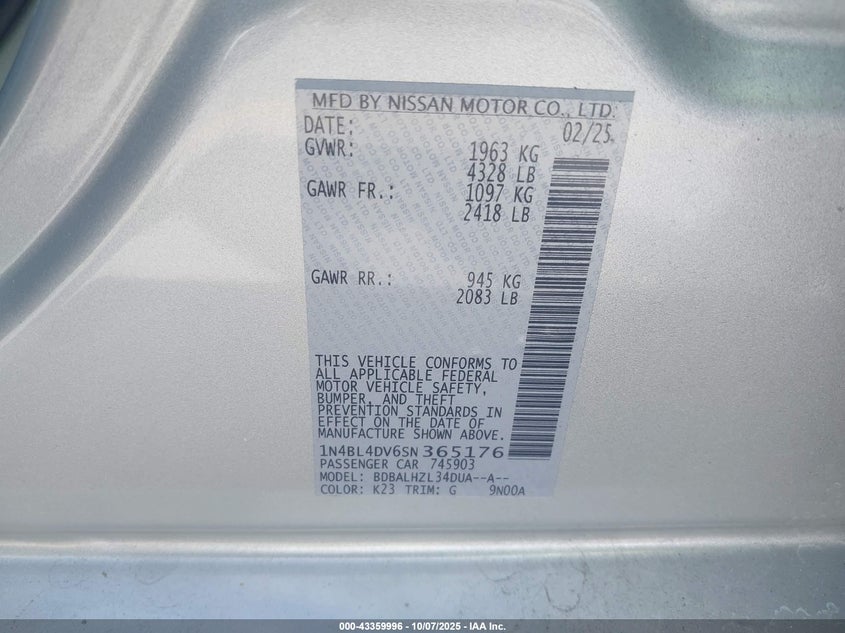 MFD BY NISSAN MOTOR CO., LTD.
DATE: 02/25
GVWR: 1963 KG
4328 LB
GAWR FR.: 1097 KG
2418 LB
GAWR RR.: 945 KG
2083 LB
THIS VEHICLE CONFORMS TO
ALL APPLICABLE FEDERAL
MOTOR VEHICLE SAFETY,
BUMPER, AND THEFT
PREVENTION STANDARDS IN
EFFECT ON THE DATE OF
MANUFACTURE SHOWN ABOVE.
1N4BL4DV6SN365176
PASSENGER CAR 745903
MODEL: BDBALHZL34DUA--A--
COLOR: K23 TRIM: G 9N00A
000-43359996 - 10/07/2025 - IAA Inc.